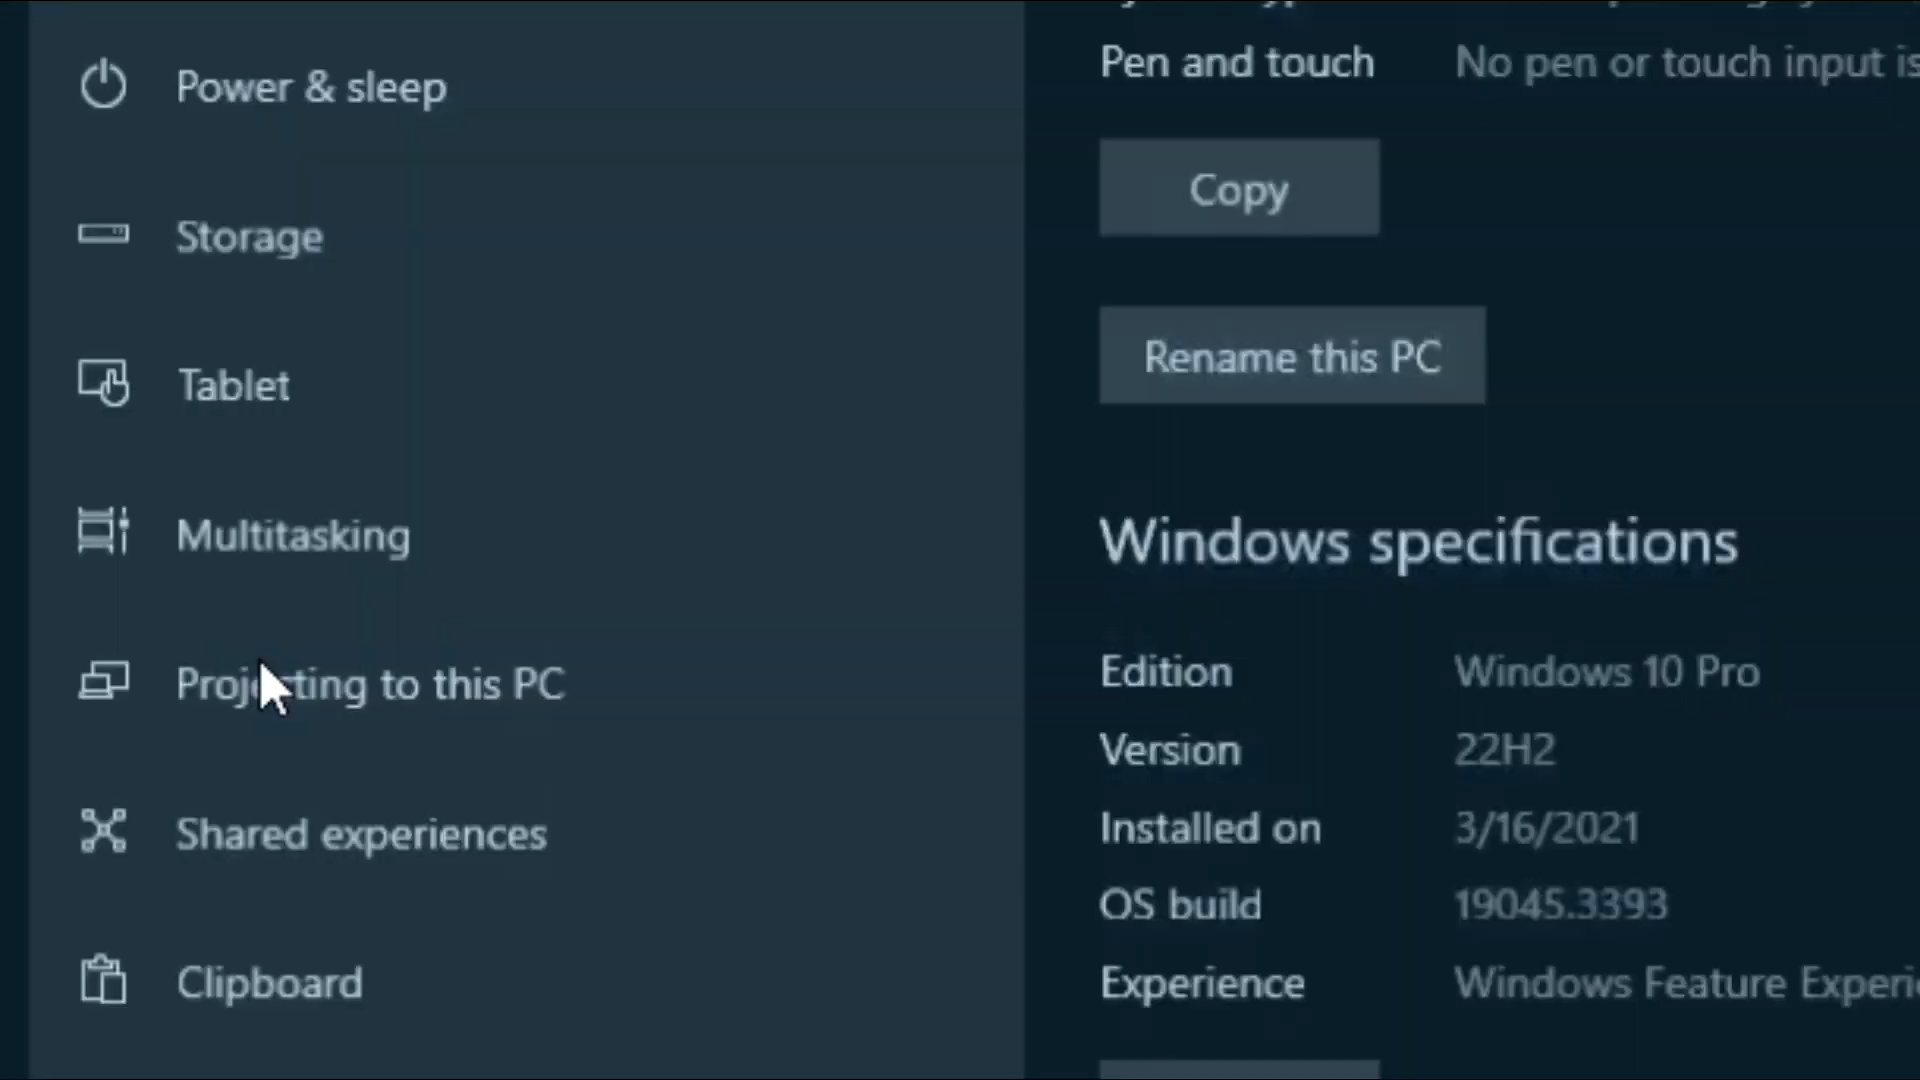 Power & sleep
Storage
Tablet
Multitasking
Projecting to this PC
Shared experiences
Clipboard
Pen and touch No pen or touch input is
Copy
Rename this PC
Windows specifications
Edition Windows 10 Pro
Version 22H2
Installed on 3/16/2021
OS build 19045.3393
Experience Windows Feature